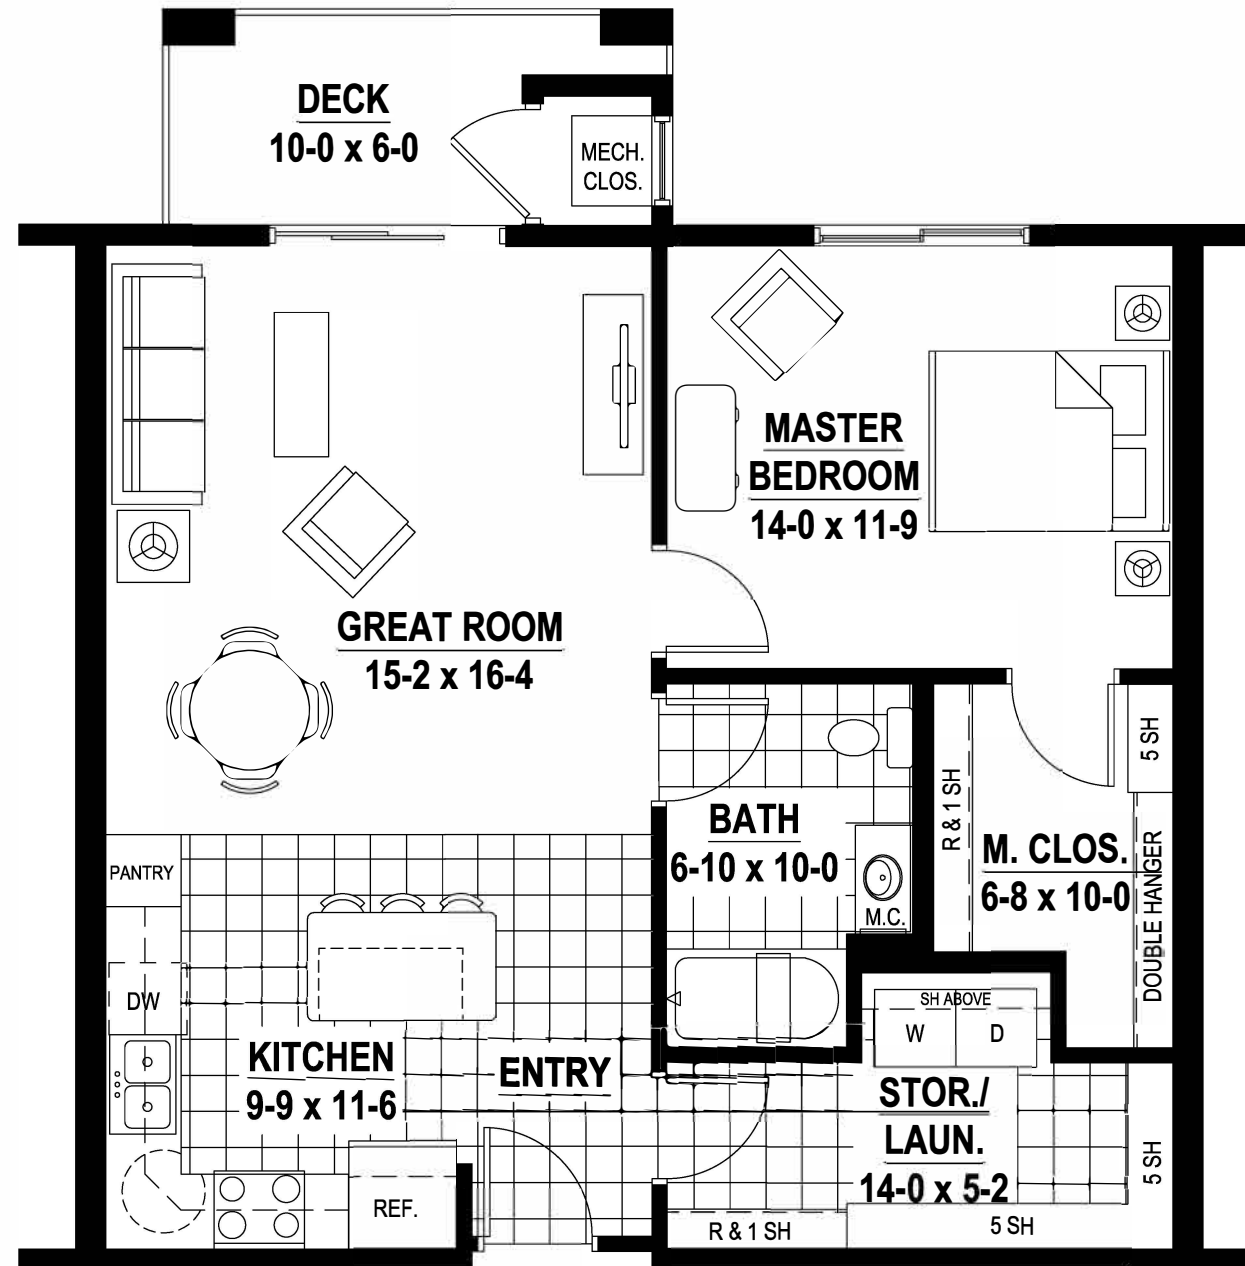 DECK
10-0 x 6-0
MECH.
CLOS.
MASTER
BEDROOM
14-0 x 11-9
GREAT ROOM
15-2 x 16-4
5 SH
R & 1 SH
BATH
6-10 x 10-0
M. CLOS.
6-8 x 10-0
DOUBLE HANGER
PANTRY
M.C.
DW
SH ABOVE
W
D
KITCHEN
9-9 x 11-6
ENTRY
STOR./
LAUN.
14-0 x 5-2
5 SH
REF.
R & 1 SH
5 SH